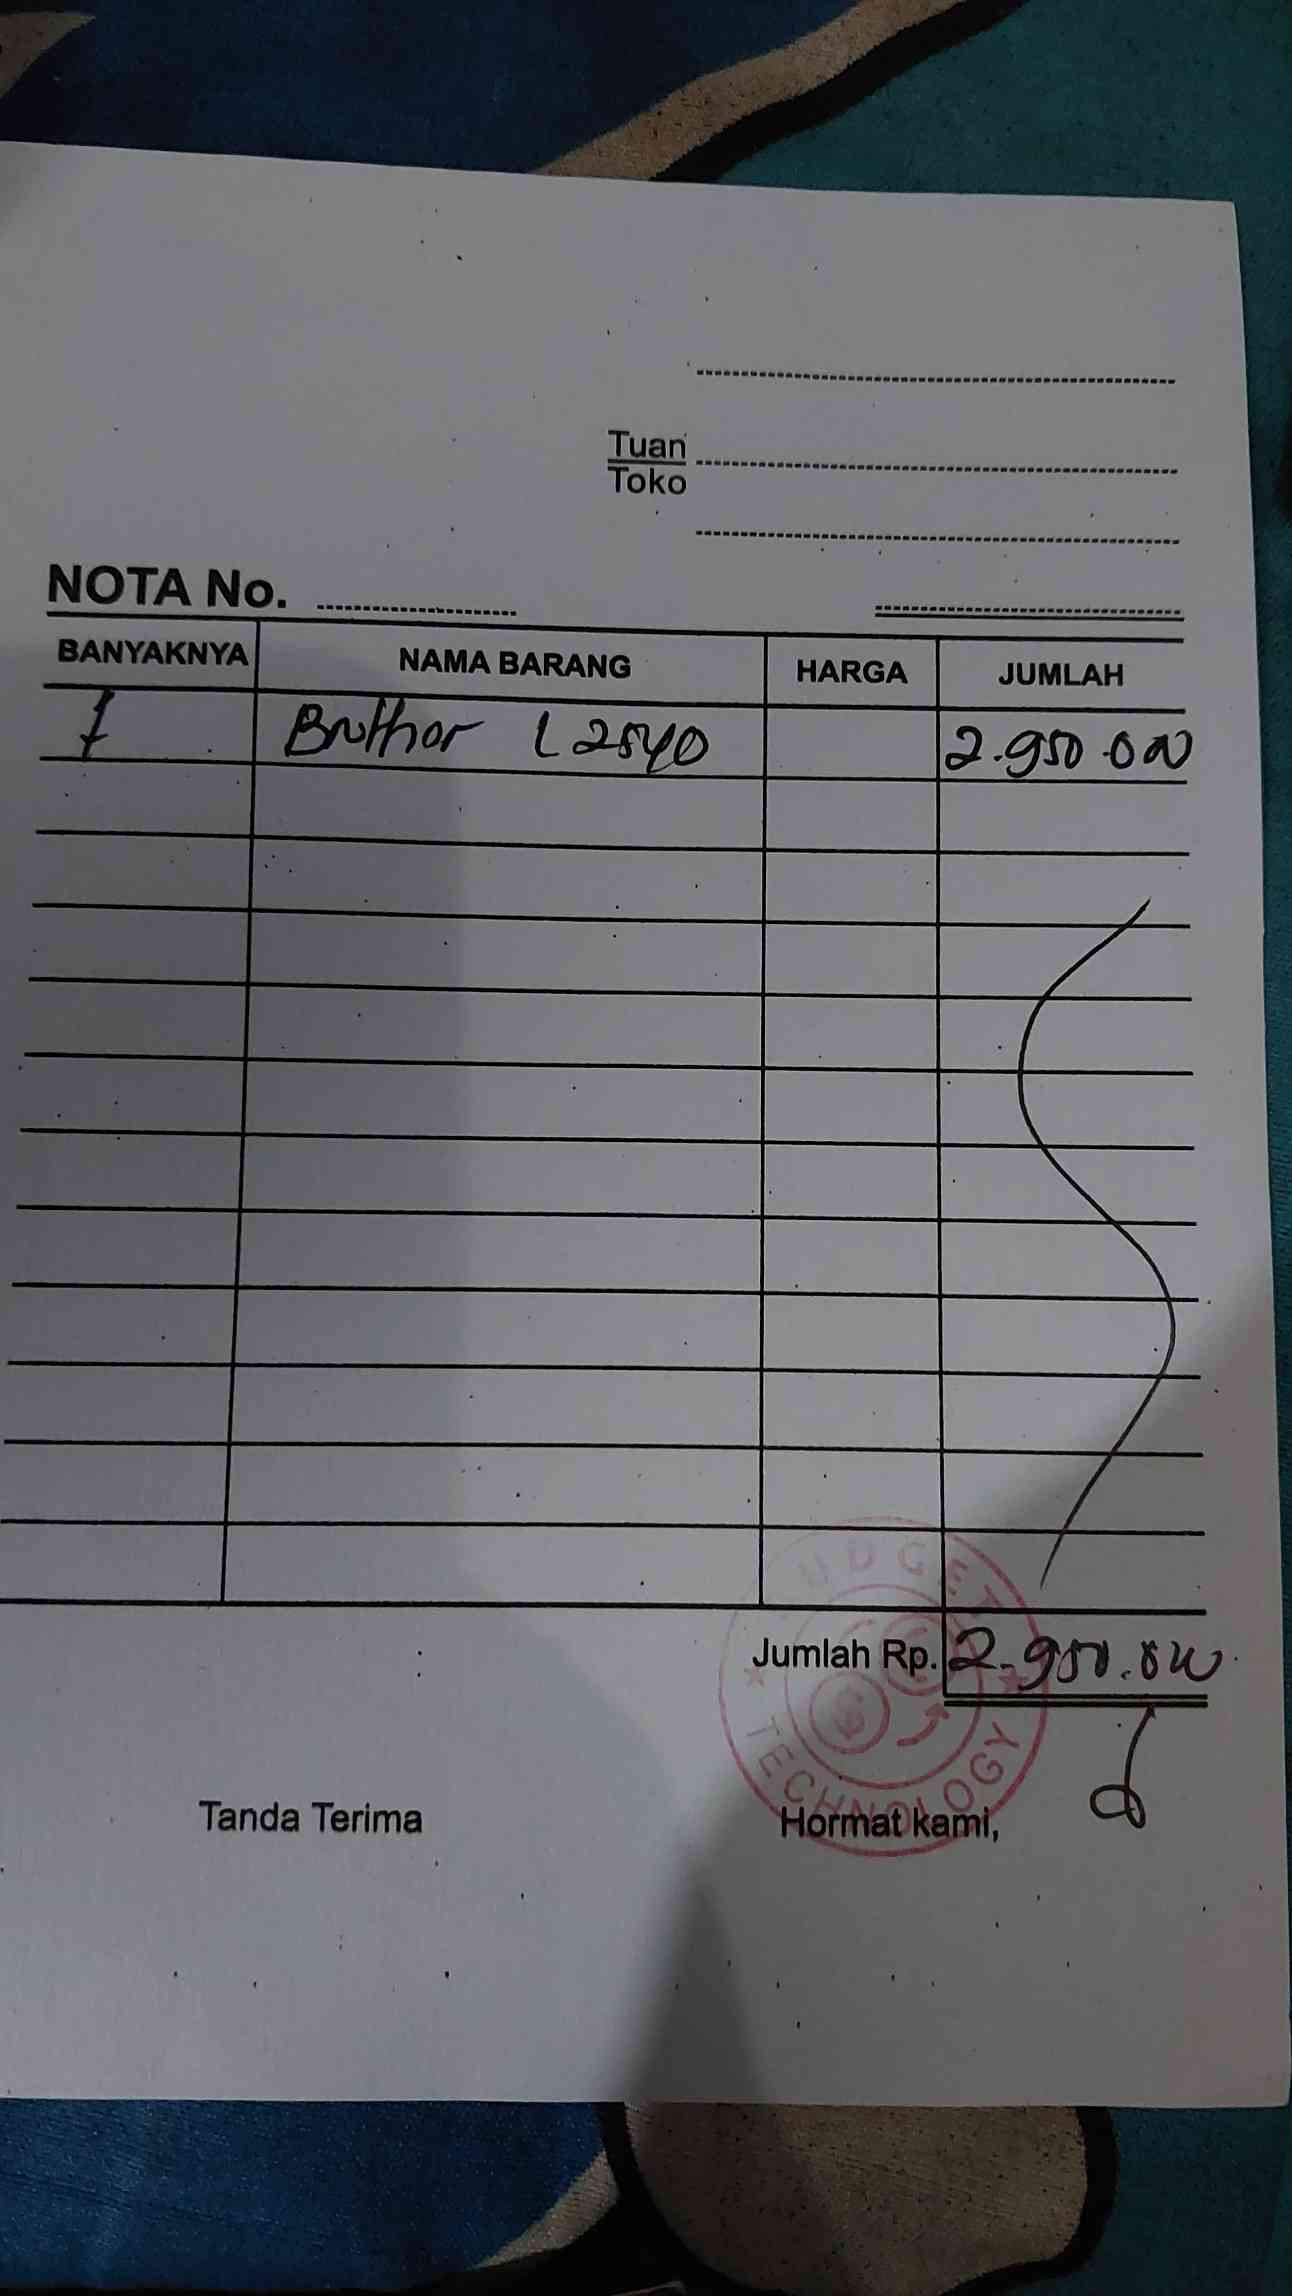 Tuan
Toko
NOTA No.
BANYAKNYA NAMA BARANG HARGA JUMLAH
1 Brother L2540 2.950.000
Jumlah Rp. 2.950.000
BUDGET TECHNOLOGY
Tanda Terima Hormat kami,